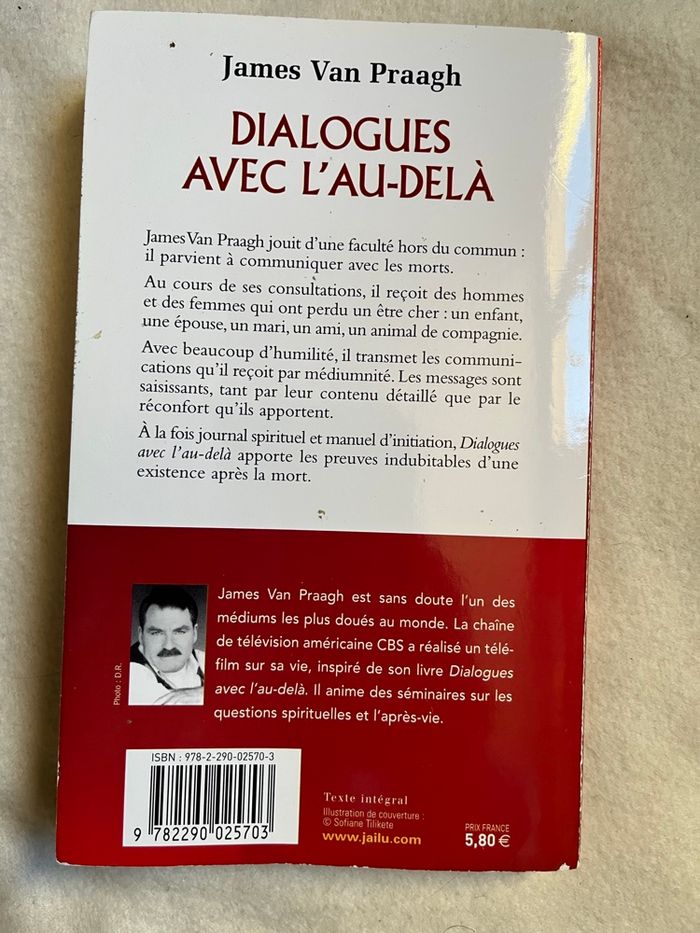 James Van Praagh
DIALOGUES
AVEC L'AU-DELÀ
James Van Praagh jouit d'une faculté hors du commun :
il parvient à communiquer avec les morts.
Au cours de ses consultations, il reçoit des hommes
et des femmes qui ont perdu un être cher : un enfant,
une épouse, un mari, un ami, un animal de compagnie.
Avec beaucoup d'humilité, il transmet les communi-
cations qu'il reçoit par médiumnité. Les messages sont
saisissants, tant par leur contenu détaillé que par le
réconfort qu'ils apportent.
À la fois journal spirituel et manuel d'initiation, Dialogues
avec l'au-delà apporte les preuves indubitables d'une
existence après la mort.
James Van Praagh est sans doute l'un des
médiums les plus doués au monde. La chaîne
de télévision américaine CBS a réalisé un télé-
film sur sa vie, inspiré de son livre Dialogues
avec l'au-delà. Il anime des séminaires sur les
questions spirituelles et l'après-vie.
Photo : D.R.
ISBN : 978-2-290-02570-3
9 782290 025703
Texte intégral
Illustration de couverture :
© Sofiane Tilikete
www.jailu.com
PRIX FRANCE
5,80 €